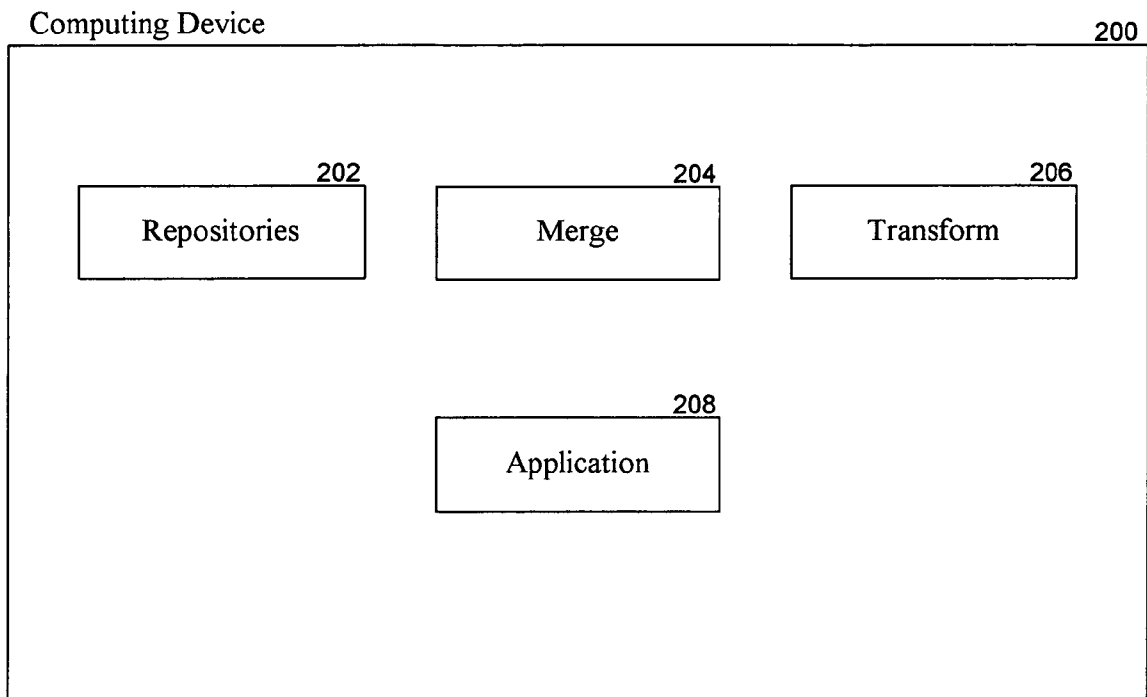 Computing Device 200
202 204 206
Repositories Merge Transform
208
Application